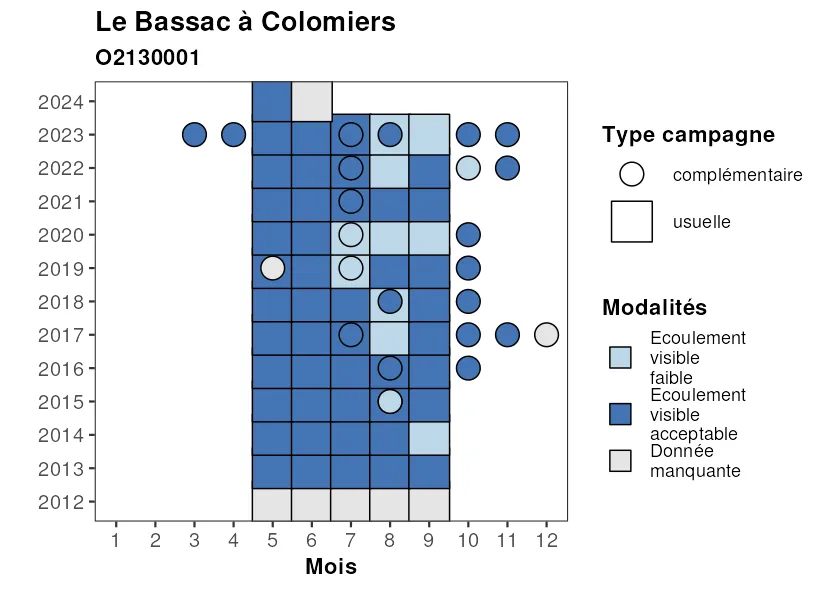 Le Bassac à Colomiers
O2130001
2024
2023
2022
2021
2020
2019
2018
2017
2016
2015
2014
2013
2012
1 2 3 4 5 6 7 8 9 10 11 12
Mois
Type campagne
complémentaire
usuelle
Modalités
Ecoulement
visible
faible
Ecoulement
visible
acceptable
Donnée
manquante